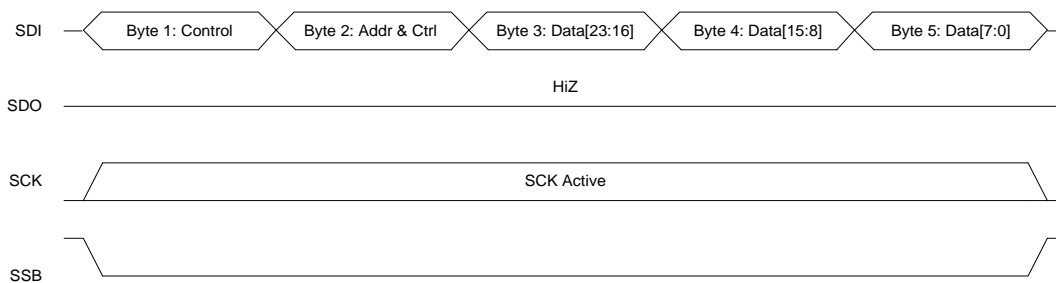 SDI Byte 1: Control Byte 2: Addr & Ctrl Byte 3: Data[23:16] Byte 4: Data[15:8] Byte 5: Data[7:0]
HiZ
SDO
SCK SCK Active
SSB